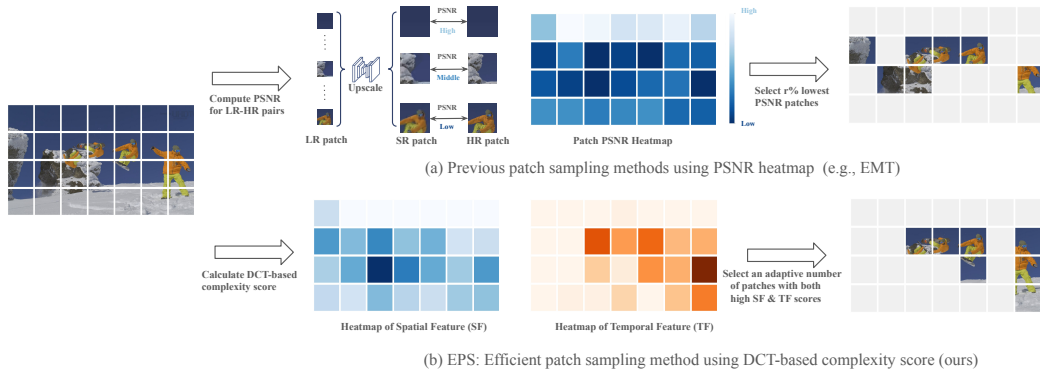 Compute PSNR
for LR-HR pairs
LR patch
Upscale
PSNR
High
PSNR
Middle
PSNR
Low
SR patch
HR patch
Patch PSNR Heatmap
High
Low
Select r% lowest
PSNR patches
(a) Previous patch sampling methods using PSNR heatmap (e.g., EMT)
Calculate DCT-based
complexity score
Heatmap of Spatial Feature (SF)
Heatmap of Temporal Feature (TF)
Select an adaptive number
of patches with both
high SF & TF scores
(b) EPS: Efficient patch sampling method using DCT-based complexity score (ours)